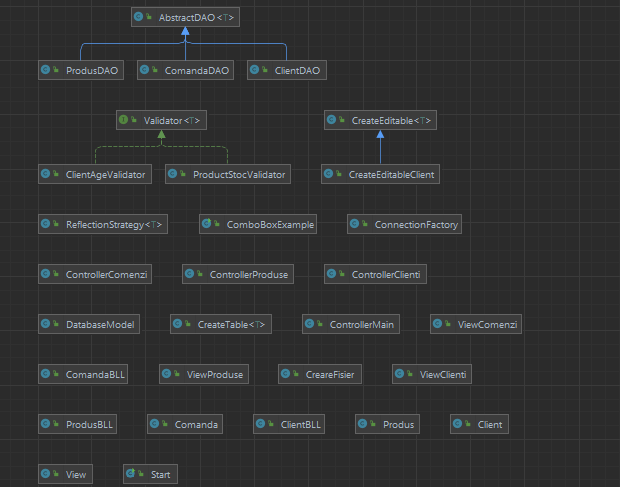 AbstractDAO<T>
ProdusDAO ComandaDAO ClientDAO
Validator<T> CreateEditable<T>
ClientAgeValidator ProductStocValidator CreateEditableClient
ReflectionStrategy<T> ComboBoxExample ConnectionFactory
ControllerComenzi ControllerProduse ControllerClienti
DatabaseModel CreateTable<T> ControllerMain ViewComenzi
ComandaBLL ViewProduse CreareFisier ViewClienti
ProdusBLL Comanda ClientBLL Produs Client
View Start